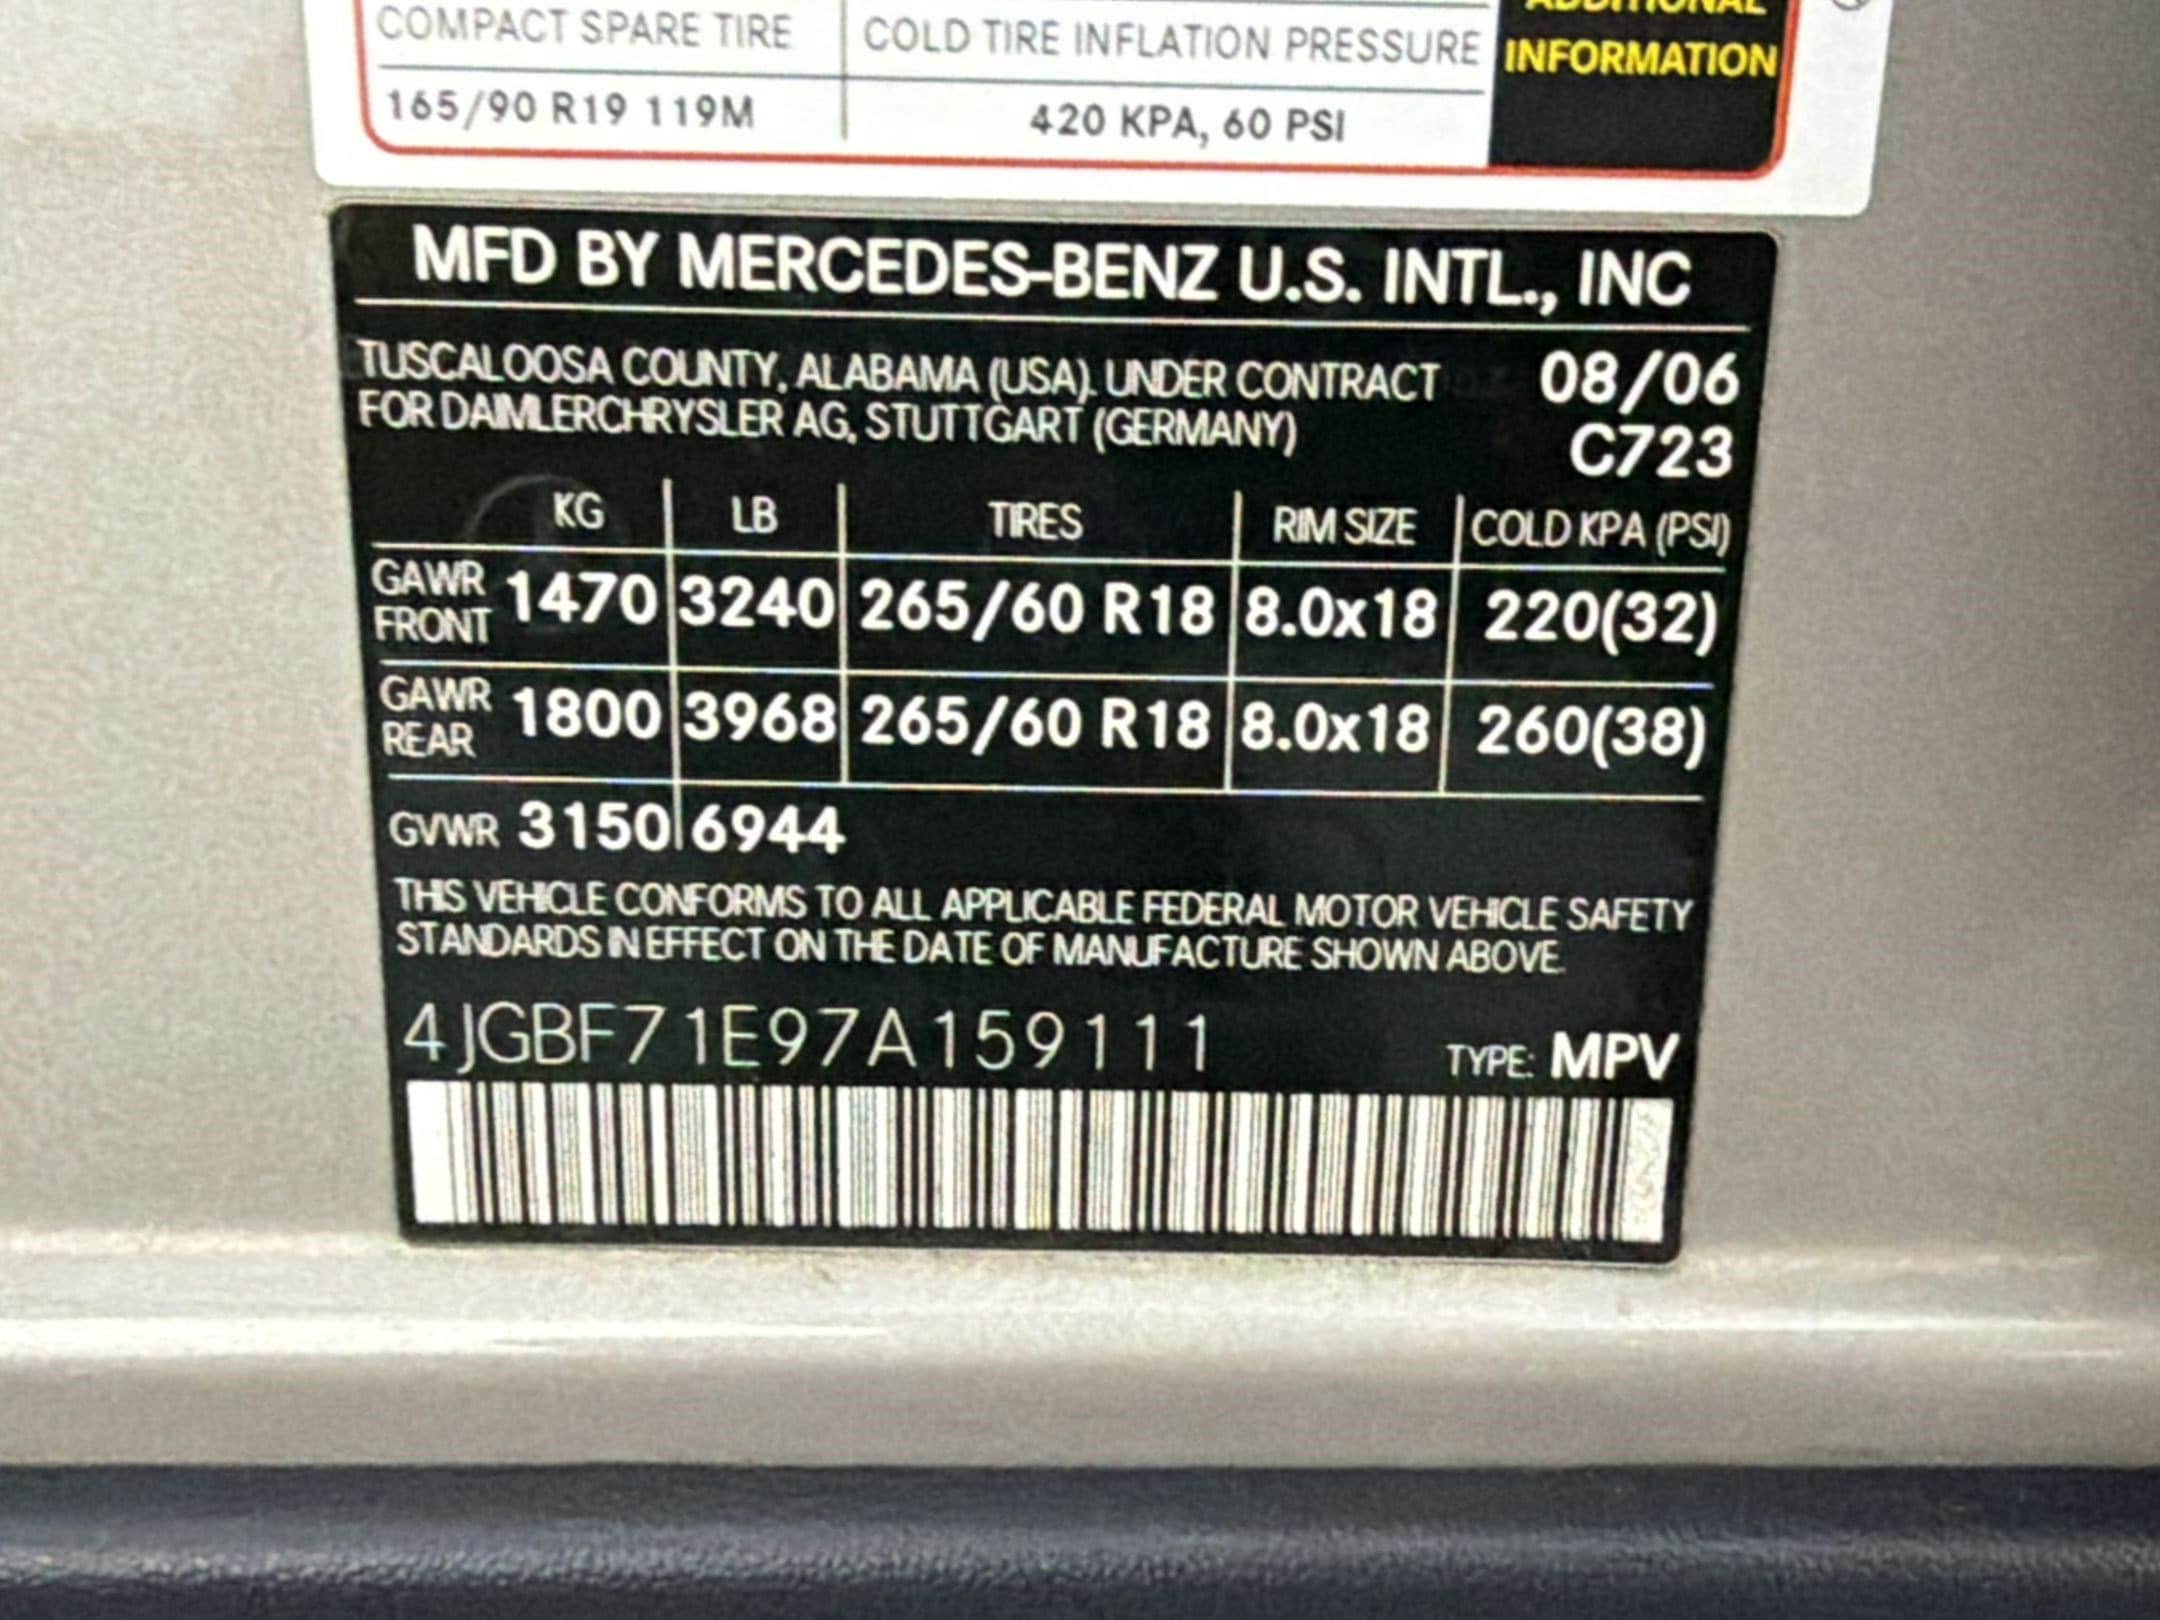 COMPACT SPARE TIRE COLD TIRE INFLATION PRESSURE
165/90 R19 119M 420 KPA, 60 PSI
ADDITIONAL
INFORMATION
MFD BY MERCEDES-BENZ U.S. INTL., INC
TUSCALOOSA COUNTY, ALABAMA (USA). UNDER CONTRACT 08/06
FOR DAIMLERCHRYSLER AG, STUTTGART (GERMANY) C723
KG LB TIRES RIM SIZE COLD KPA (PSI)
GAWR FRONT 1470 3240 265/60 R18 8.0x18 220(32)
GAWR REAR 1800 3968 265/60 R18 8.0x18 260(38)
GVWR 3150 6944
THIS VEHICLE CONFORMS TO ALL APPLICABLE FEDERAL MOTOR VEHICLE SAFETY
STANDARDS IN EFFECT ON THE DATE OF MANUFACTURE SHOWN ABOVE.
4JGBF71E97A159111 TYPE: MPV